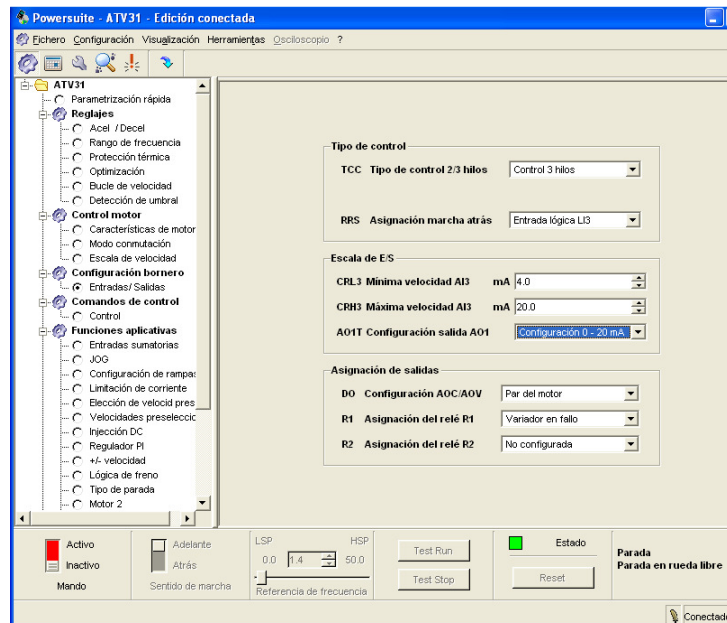 Powersuite - ATV31 - Edición conectada
Fichero Configuración Visualización Herramientas Osciloscopio ?
ATV31
Parametrización rápida
Reglajes
Acel / Decel
Rango de frecuencia
Protección térmica
Optimización
Bucle de velocidad
Detección de umbral
Control motor
Características de motor
Modo conmutación
Escala de velocidad
Configuración bornero
Entradas/ Salidas
Comandos de control
Control
Funciones aplicativas
Entradas sumatorias
JOG
Configuración de rampa:
Limitación de corriente
Elección de velocid pres
Velocidades preselecci
Injección DC
Regulador PI
+/- velocidad
Lógica de freno
Tipo de parada
Motor 2
Tipo de control
TCC Tipo de control 2/3 hilos Control 3 hilos
RRS Asignación marcha atrás Entrada lógica LI3
Escala de E/S
CRL3 Mínima velocidad AI3 mA 4.0
CRH3 Máxima velocidad AI3 mA 20.0
AO1T Configuración salida AO1 Configuración 0 - 20 mA
Asignación de salidas
DO Configuración AOC/AOV Par del motor
R1 Asignación del relé R1 Variador en fallo
R2 Asignación del relé R2 No configurada
Activo
Inactivo
Mando
Adelante
Atrás
Sentido de marcha
LSP HSP
0.0 1.4 50.0
Referencia de frecuencia
Test Run
Test Stop
Estado
Reset
Parada
Parada en rueda libre
Conectado